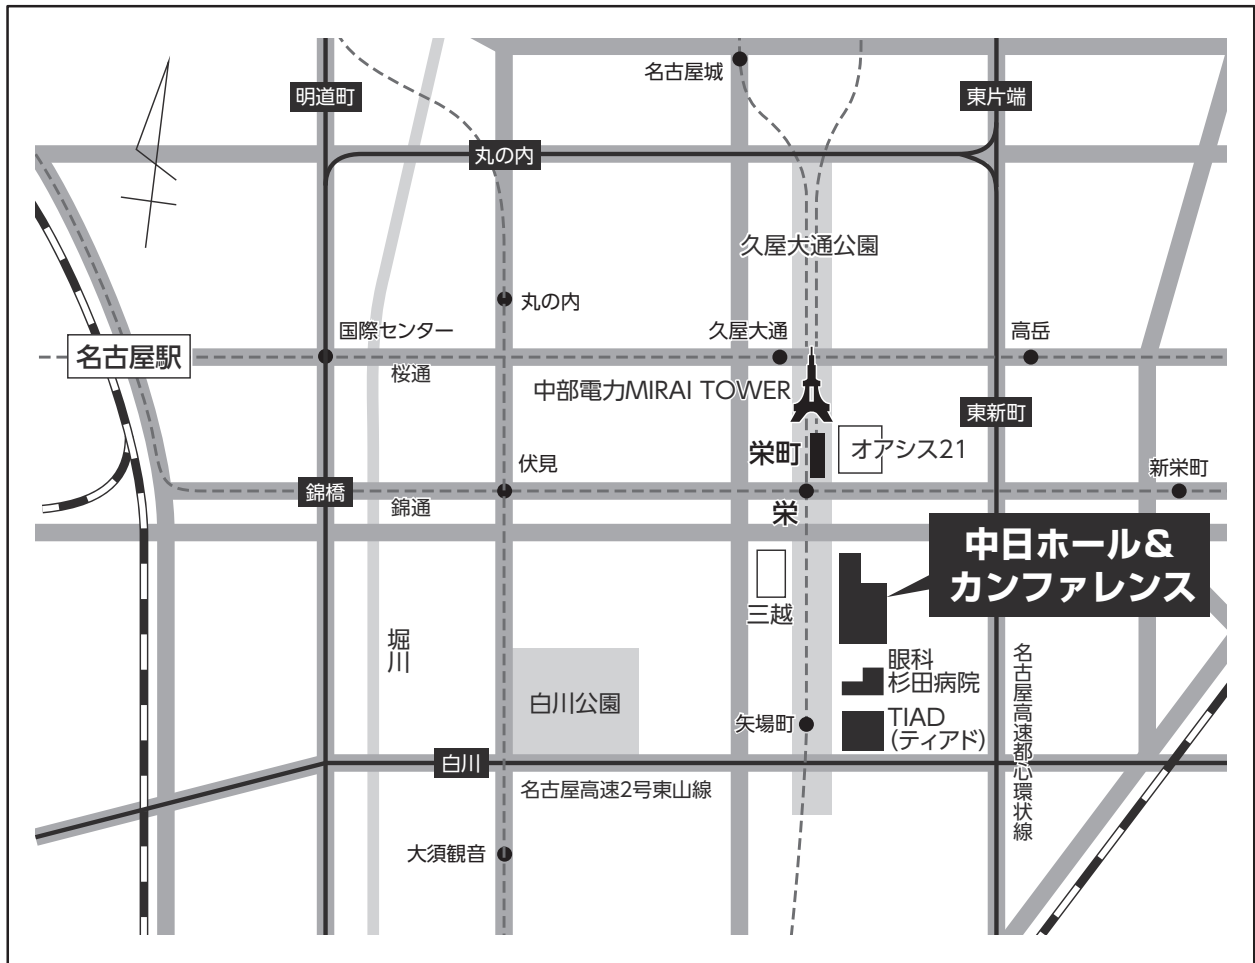 名古屋城
明道町
東片端
丸の内
久屋大通公園
丸の内
国際センター
久屋大通
高岳
名古屋駅
桜通
中部電力MIRAI TOWER
東新町
栄町
オアシス21
伏見
新栄町
錦橋
錦通
栄
中日ホール&
カンファレンス
三越
堀川
眼科
杉田病院
名古屋高速都心環状線
白川公園
矢場町
TIAD
(ティアド)
白川
名古屋高速2号東山線
大須観音